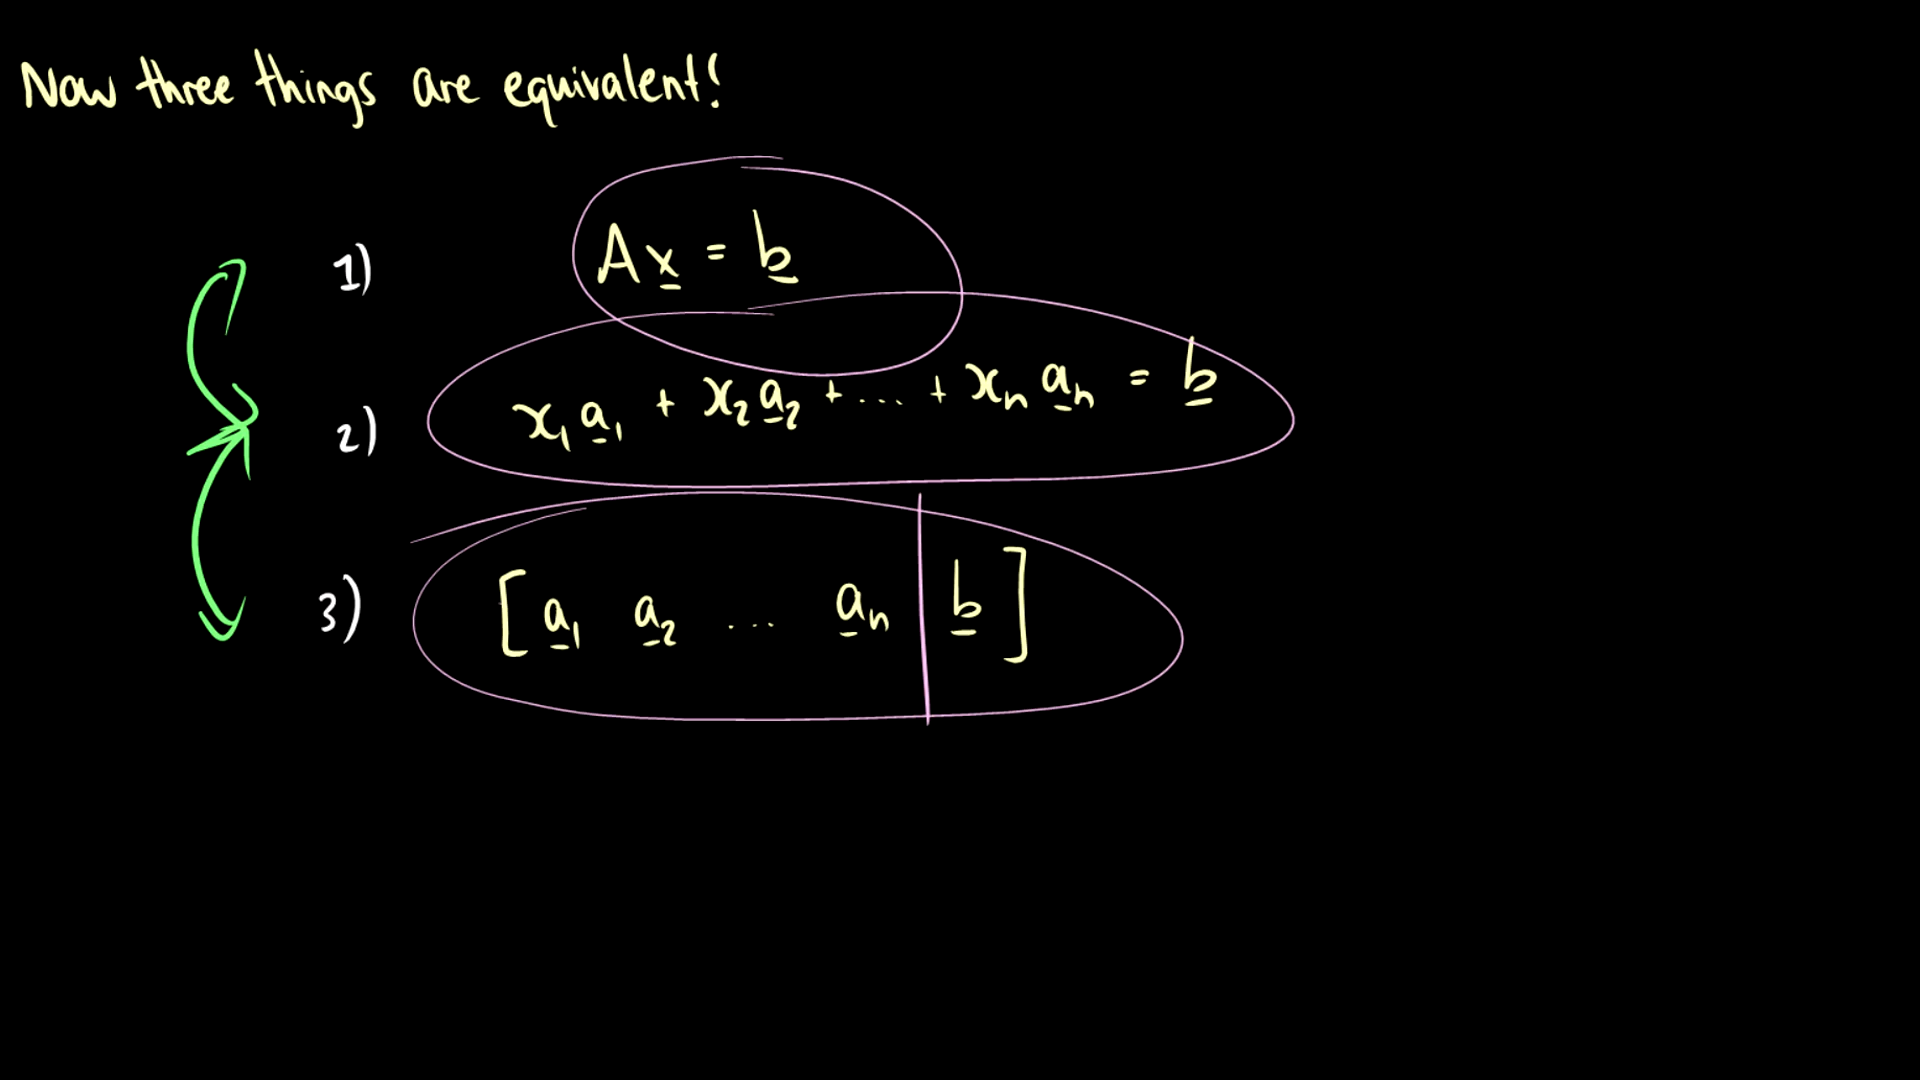 Now three things are equivalent!
1) Ax = b
2) x₁a₁ + x₂a₂ + ... + xₙaₙ = b
3) [a₁ a₂ ... aₙ | b]